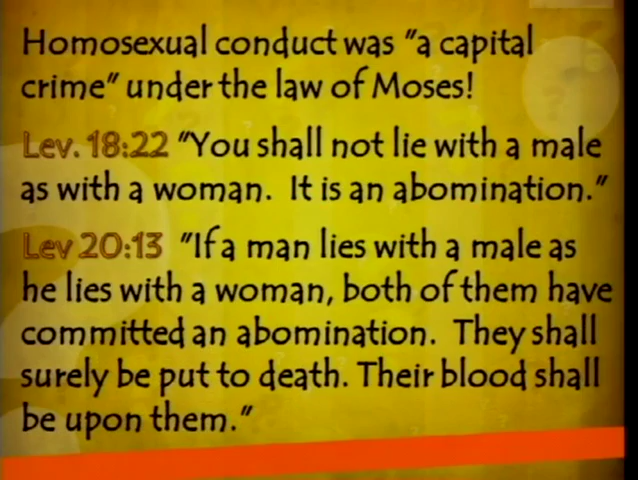 Homosexual conduct was "a capital
crime" under the law of Moses!
Lev. 18:22 "You shall not lie with a male
as with a woman. It is an abomination."
Lev 20:13 "If a man lies with a male as
he lies with a woman, both of them have
committed an abomination. They shall
surely be put to death. Their blood shall
be upon them."